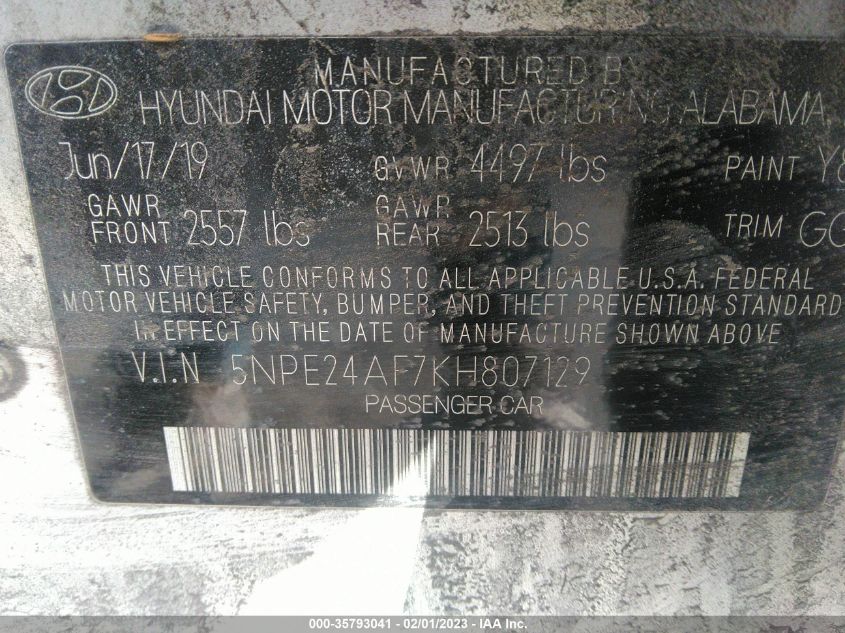 MANUFACTURED BY
HYUNDAI MOTOR MANUFACTURING ALABAMA,
Jun/17/19 GVWR 4497 lbs PAINT Y8
GAWR FRONT 2557 lbs GAWR REAR 2513 lbs TRIM GG
THIS VEHICLE CONFORMS TO ALL APPLICABLE U.S.A. FEDERAL
MOTOR VEHICLE SAFETY, BUMPER, AND THEFT PREVENTION STANDARD
IN EFFECT ON THE DATE OF MANUFACTURE SHOWN ABOVE
V.I.N 5NPE24AF7KH807129
PASSENGER CAR
000-35793041 - 02/01/2023 - IAA Inc.